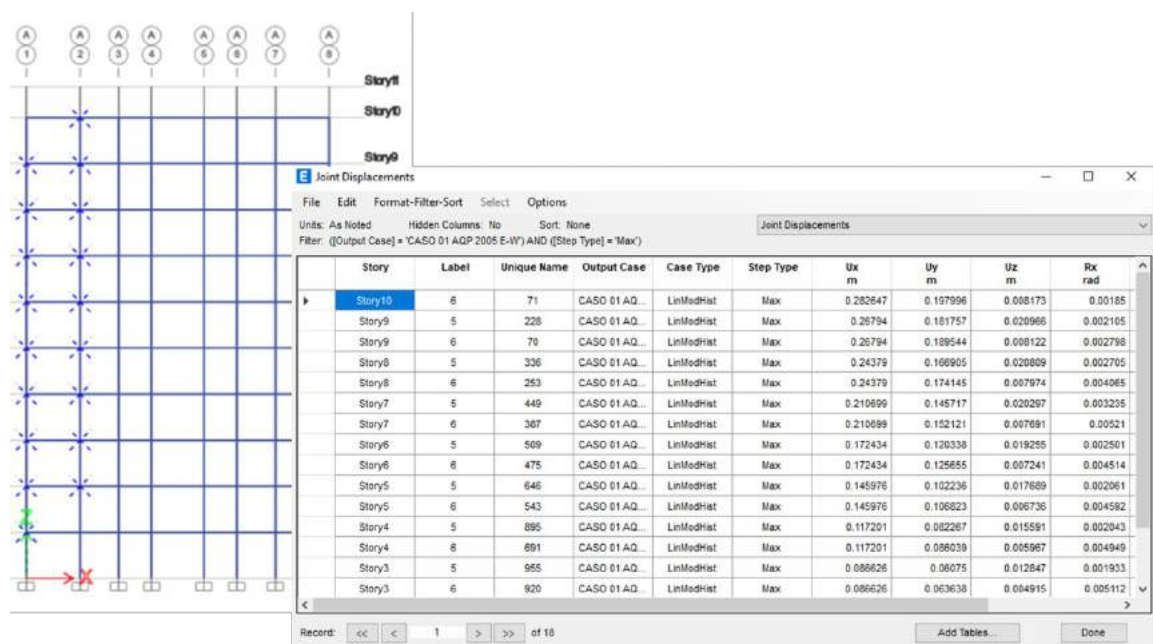 A A A A A A A A
1 2 3 4 5 6 7 8
Story11
Story10
Story9
E Joint Displacements
File Edit Format-Filter-Sort Select Options
Units: As Noted Hidden Columns: No Sort: None Joint Displacements
Filter: ([Output Case] = 'CASO 01 AQP 2005 E-W') AND ([Step Type] = 'Max')
Story Label Unique Name Output Case Case Type Step Type Ux Uy Uz Rx
m m m rad
Story10 6 71 CASO 01 AQ... LinModHist Max 0.282647 0.197996 0.008173 0.00185
Story9 5 228 CASO 01 AQ... LinModHist Max 0.26794 0.181757 0.020966 0.002105
Story9 6 70 CASO 01 AQ... LinModHist Max 0.26794 0.189544 0.008122 0.002798
Story8 5 336 CASO 01 AQ... LinModHist Max 0.24379 0.166905 0.020809 0.002705
Story8 6 253 CASO 01 AQ... LinModHist Max 0.24379 0.174145 0.007974 0.004065
Story7 5 449 CASO 01 AQ... LinModHist Max 0.210699 0.145717 0.020297 0.003235
Story7 6 387 CASO 01 AQ... LinModHist Max 0.210699 0.152121 0.007691 0.00521
Story6 5 509 CASO 01 AQ... LinModHist Max 0.172434 0.120338 0.019255 0.002501
Story6 6 475 CASO 01 AQ... LinModHist Max 0.172434 0.125655 0.007241 0.004514
Story5 5 646 CASO 01 AQ... LinModHist Max 0.145976 0.102236 0.017689 0.002061
Story5 6 543 CASO 01 AQ... LinModHist Max 0.145976 0.106823 0.006736 0.004592
Story4 5 895 CASO 01 AQ... LinModHist Max 0.117201 0.082267 0.015591 0.002043
Story4 6 691 CASO 01 AQ... LinModHist Max 0.117201 0.086039 0.005967 0.004949
Story3 5 955 CASO 01 AQ... LinModHist Max 0.086626 0.06075 0.012847 0.001933
Story3 6 920 CASO 01 AQ... LinModHist Max 0.086626 0.063638 0.004915 0.005112
Z
X
Record: << < 1 > >> of 18 Add Tables... Done